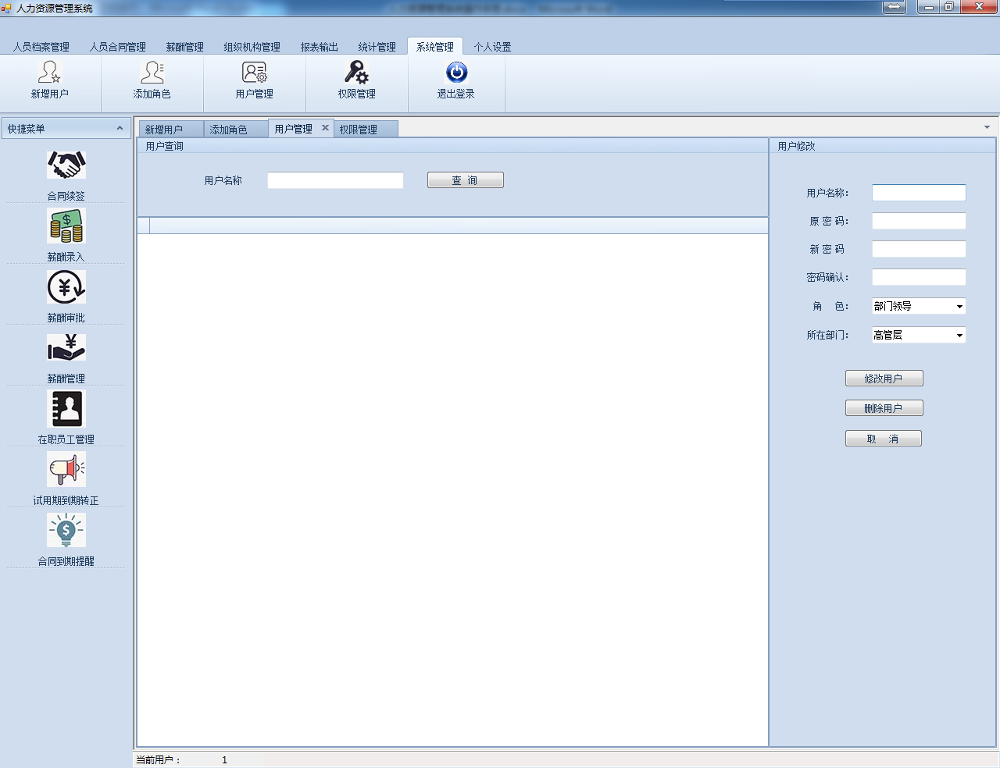 人力资源管理系统
人员档案管理 人员合同管理 薪酬管理 组织机构管理 报表输出 统计管理 系统管理 个人设置
新增用户 添加角色 用户管理 权限管理 退出登录
快捷菜单
合同续签
薪酬录入
薪酬审批
薪酬管理
在职员工管理
试用期到期转正
合同到期提醒
新增用户 添加角色 用户管理 权限管理
用户查询
用户名称 查 询
用户修改
用户名称：
原 密 码：
新 密 码
密码确认：
角 色： 部门领导
所在部门： 高管层
修改用户
删除用户
取 消
当前用户： 1